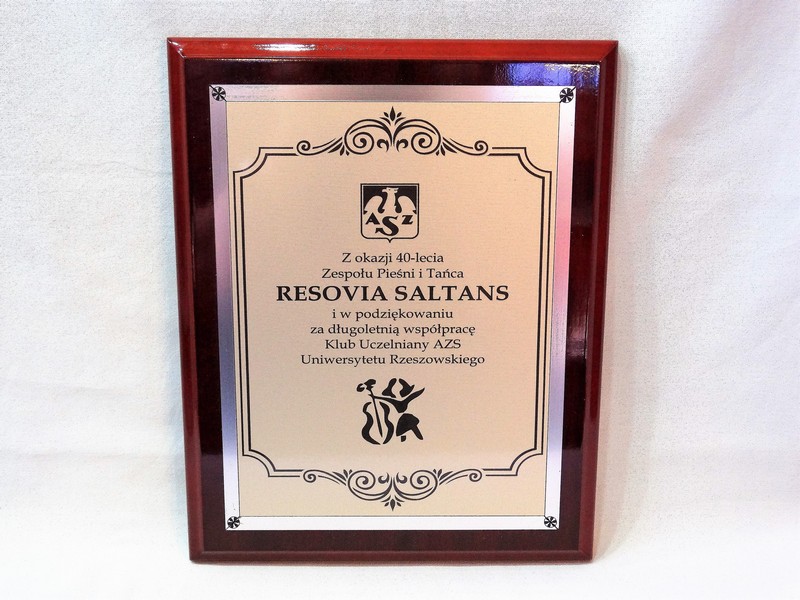 AZS
Z okazji 40-lecia
Zespołu Pieśni i Tańca
RESOVIA SALTANS
i w podziękowaniu
za długoletnią współpracę
Klub Uczelniany AZS
Uniwersytetu Rzeszowskiego